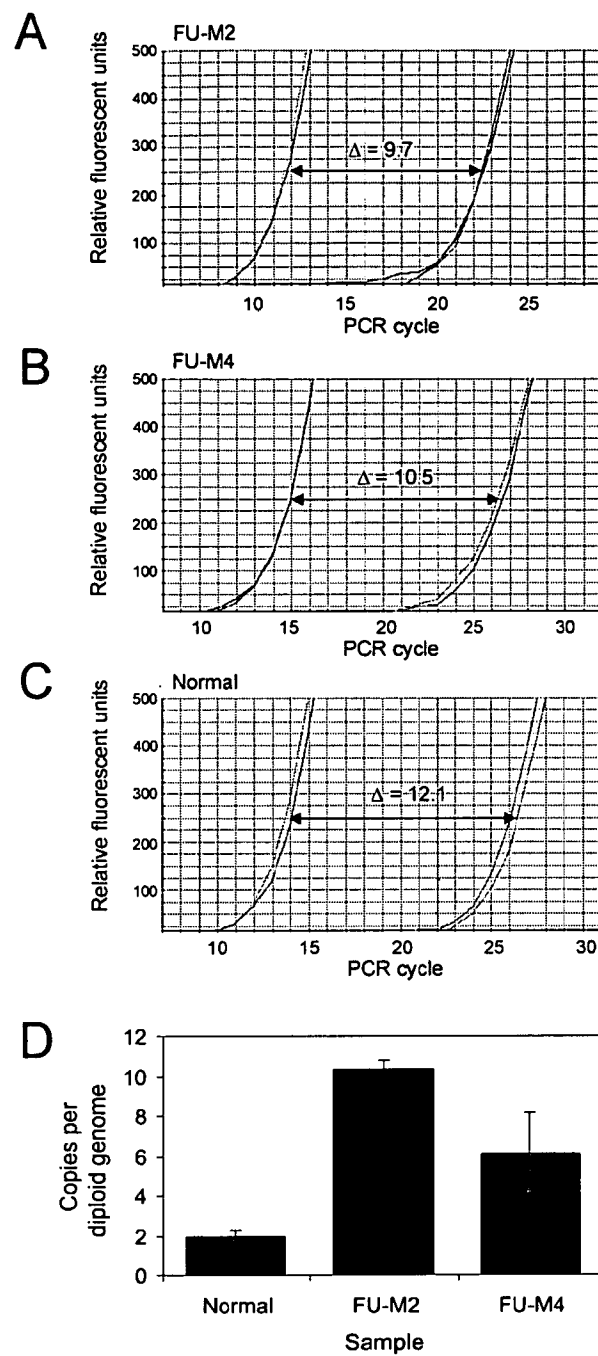 A
FU-M2
Relative fluorescent units
500
400
300
200
100
Δ = 9.7
10
15
20
25
PCR cycle
B
FU-M4
Relative fluorescent units
500
400
300
200
100
Δ = 10.5
10
15
20
25
30
PCR cycle
C
Normal
Relative fluorescent units
500
400
300
200
100
Δ = 12.1
10
15
20
25
30
PCR cycle
D
Copies per
diploid genome
12
10
8
6
4
2
0
Normal
FU-M2
FU-M4
Sample